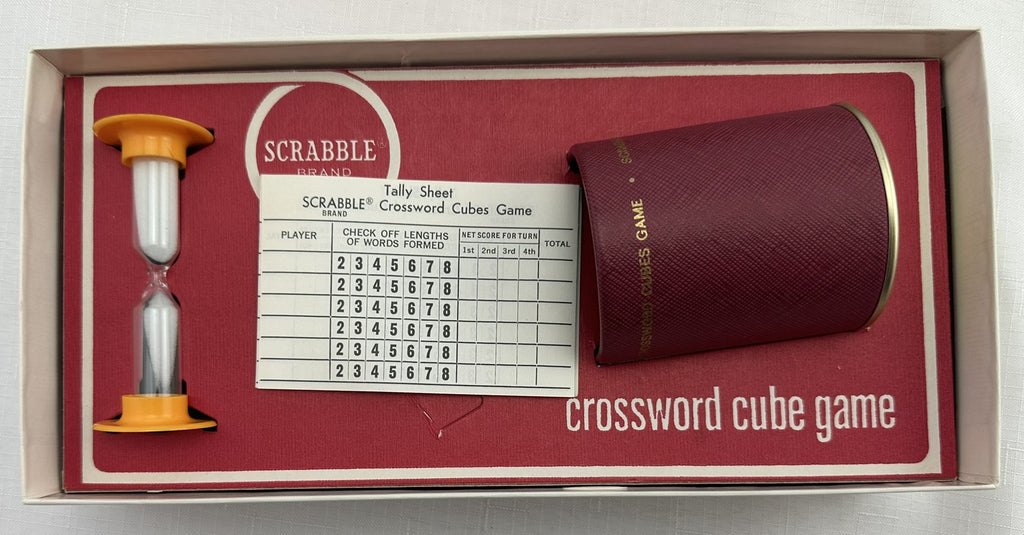 SCRABBLE®
BRAND
Tally Sheet
SCRABBLE® Crossword Cubes Game
BRAND
PLAYER
CHECK OFF LENGTHS
OF WORDS FORMED
NET SCORE FOR TURN
1st 2nd 3rd 4th
TOTAL
2 3 4 5 6 7 8
2 3 4 5 6 7 8
2 3 4 5 6 7 8
2 3 4 5 6 7 8
2 3 4 5 6 7 8
2 3 4 5 6 7 8
CUBES GAME •
crossword cube game